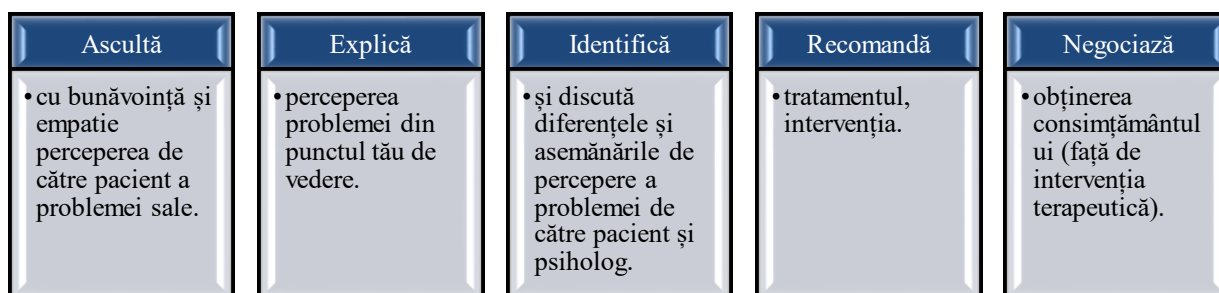 Ascultă
• cu bunăvoință și
empatie
perceperea de
către pacient a
problemei sale.
Explică
• perceperea
problemei din
punctul tău de
vedere.
Identifică
• și discută
diferențele și
asemănările de
percepere a
problemei de
către pacient și
psiholog.
Recomandă
• tratamentul,
intervenția.
Negociază
• obținerea
consimțământul
ui (față de
intervenția
terapeutică).